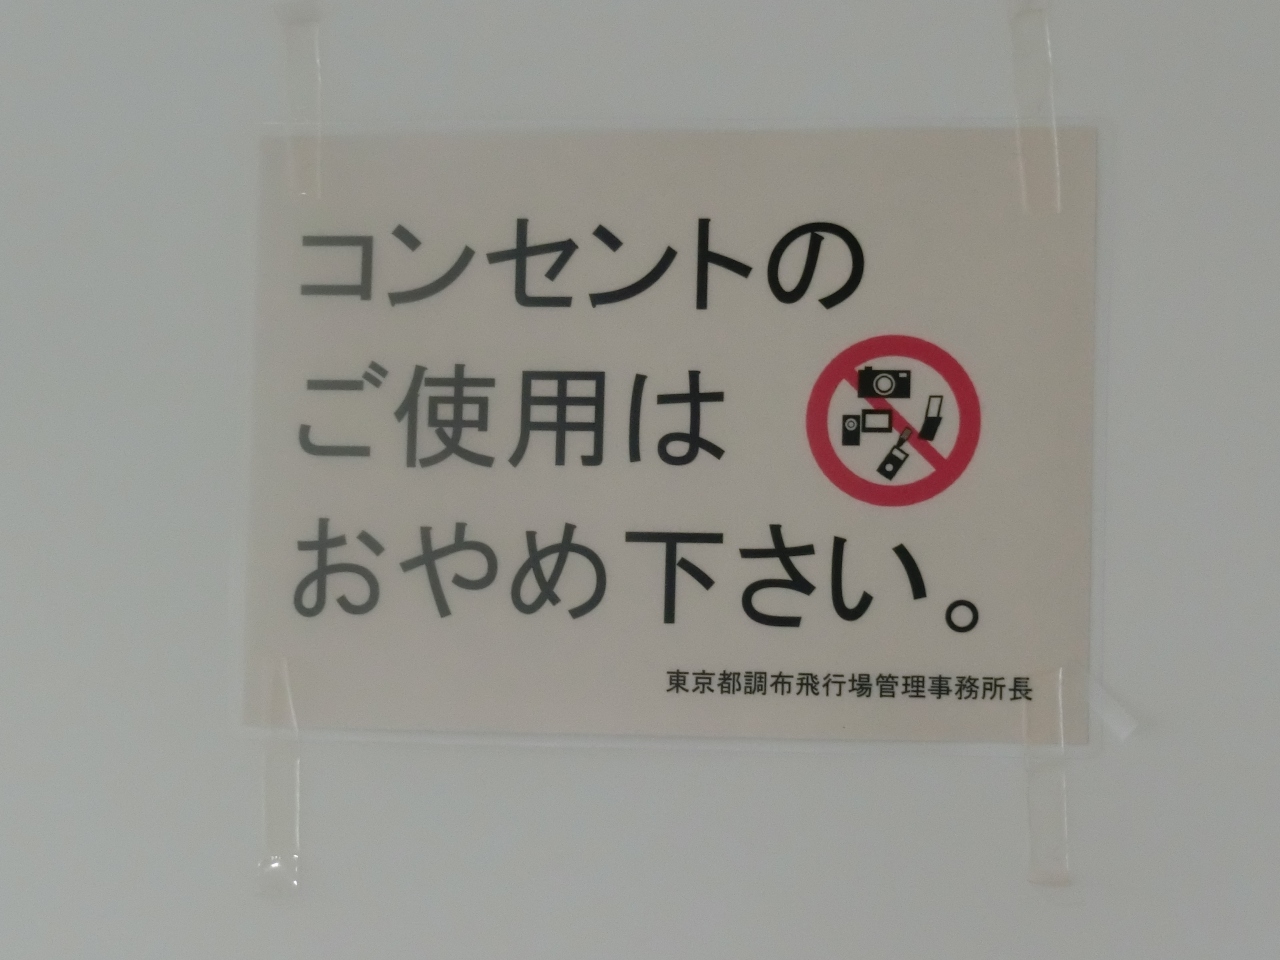 コンセントの
ご使用は
おやめ下さい。
東京都調布飛行場管理事務所長